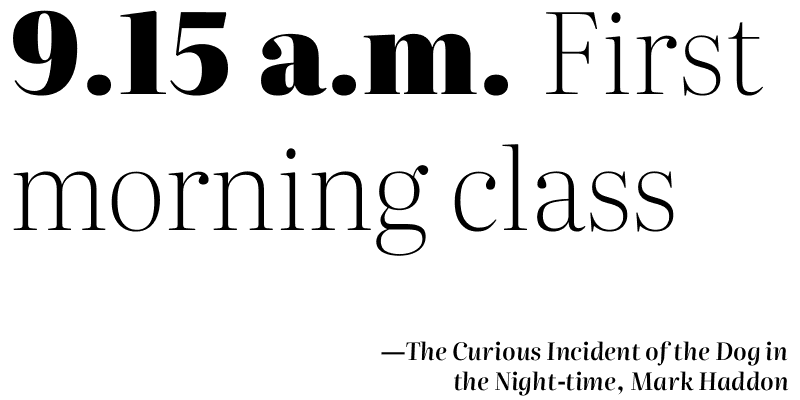 9.15 a.m. First
morning class
—The Curious Incident of the Dog in
the Night-time, Mark Haddon